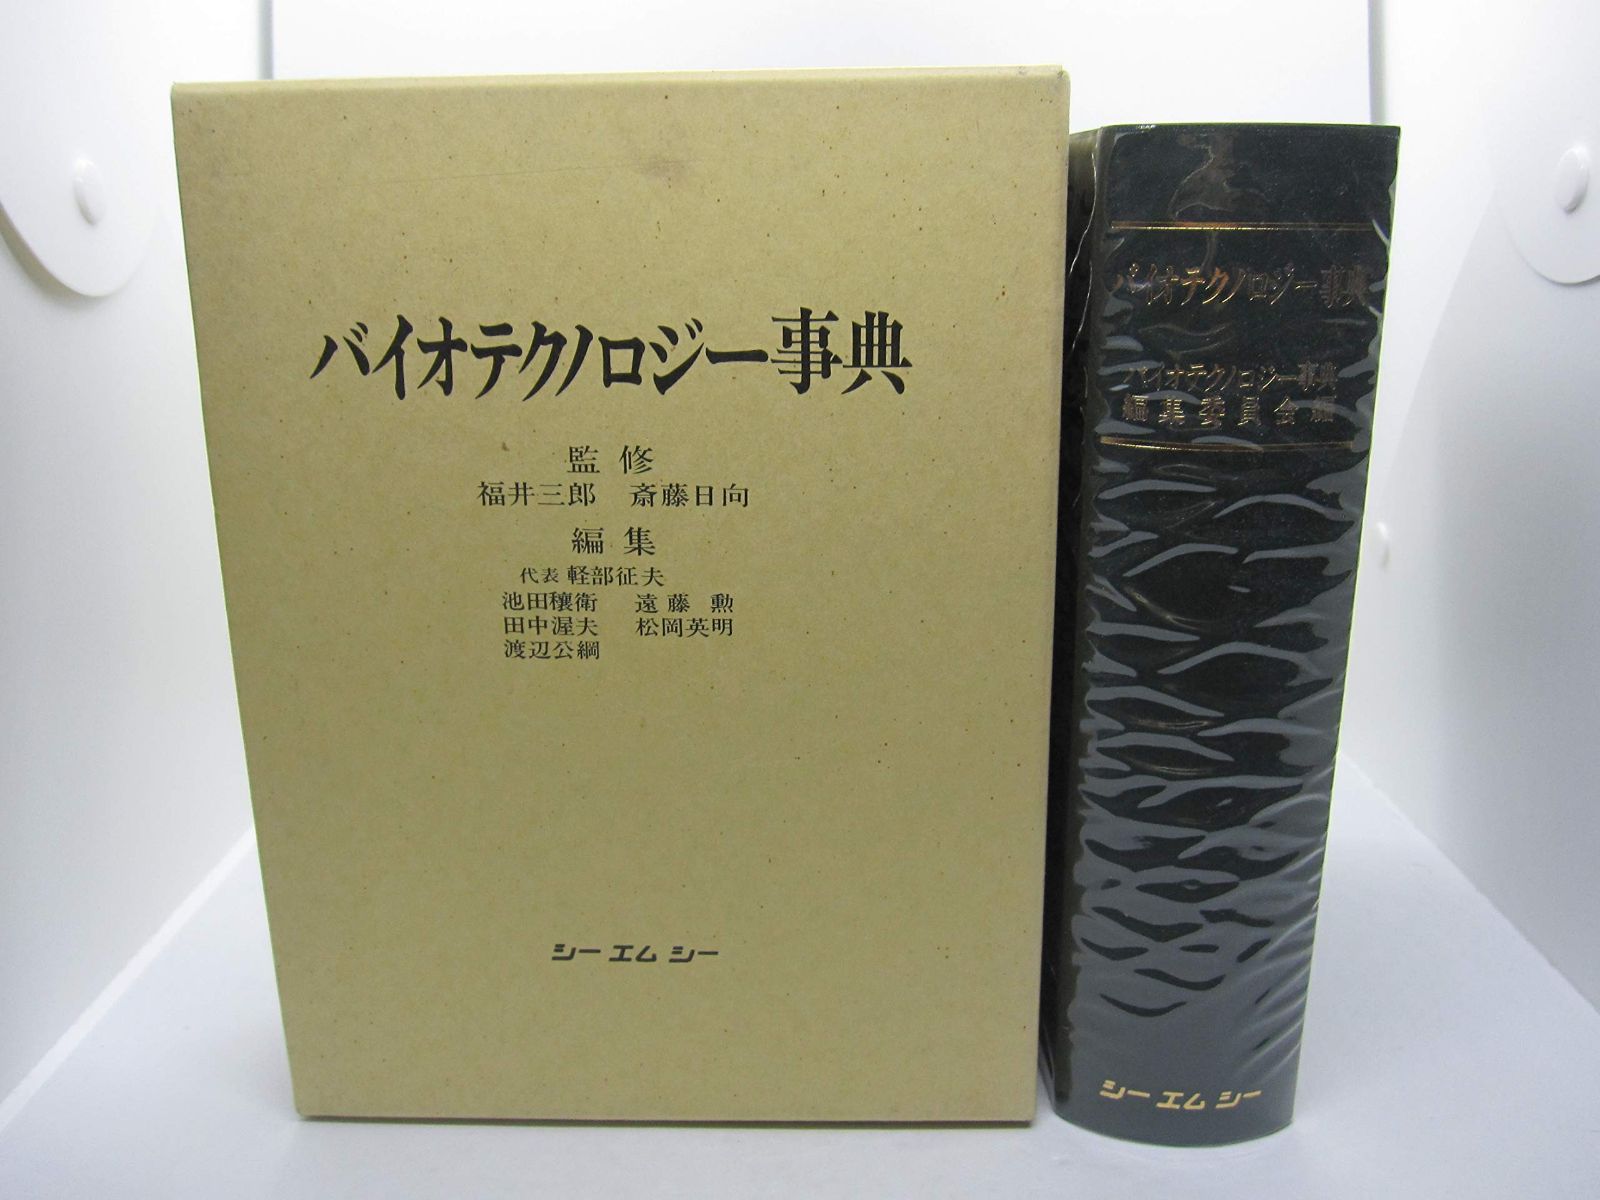 バイオテクノロジー事典
監修
福井三郎 斎藤日向
編集
代表 軽部征夫
池田穰衛 遠藤勲
田中渥夫 松岡英明
渡辺公綱
シーエムシー
バイオテクノロジー事典
バイオテクノロジー事典
編集委員会編
シーエムシー